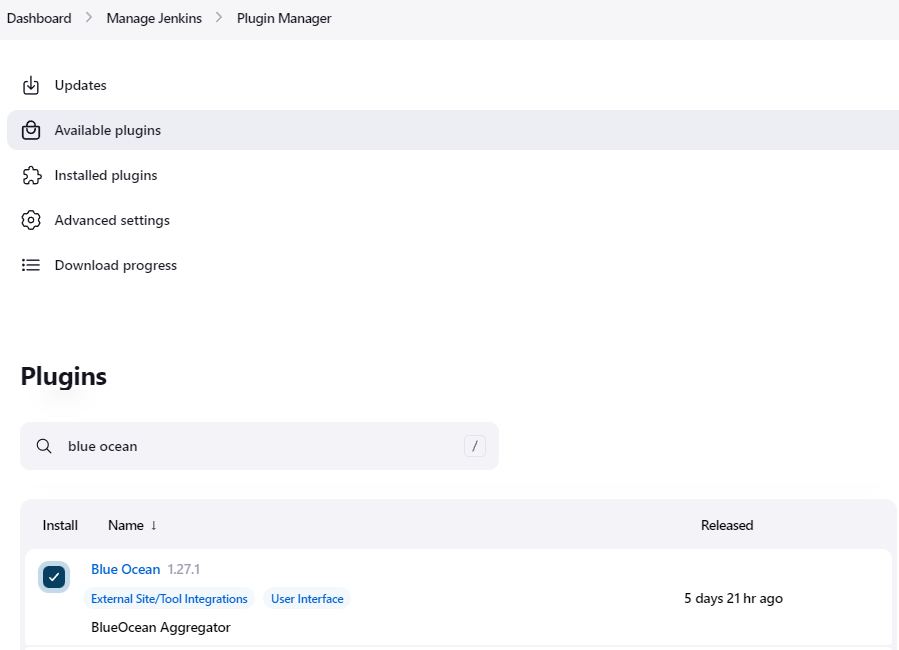 Dashboard > Manage Jenkins > Plugin Manager
Updates
Available plugins
Installed plugins
Advanced settings
Download progress
Plugins
blue ocean /
Install Name ↓ Released
Blue Ocean 1.27.1
External Site/Tool Integrations User Interface 5 days 21 hr ago
BlueOcean Aggregator